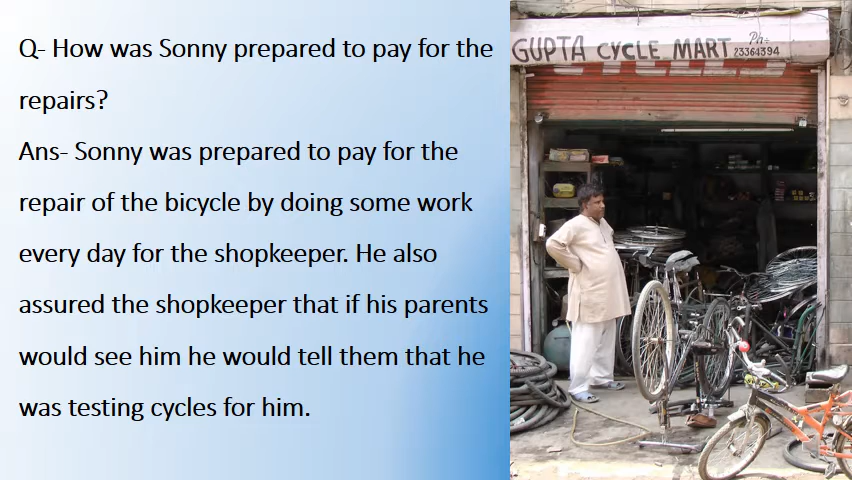 Q- How was Sonny prepared to pay for the
repairs?
Ans- Sonny was prepared to pay for the
repair of the bicycle by doing some work
every day for the shopkeeper. He also
assured the shopkeeper that if his parents
would see him he would tell them that he
was testing cycles for him.
GUPTA CYCLE MART Ph:
23364394